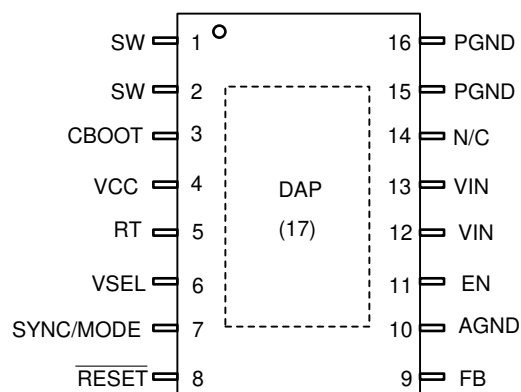 SW 1 16 PGND
SW 2 15 PGND
CBOOT 3 14 N/C
VCC 4 DAP 13 VIN
RT 5 (17) 12 VIN
VSEL 6 11 EN
SYNC/MODE 7 10 AGND
RESET 8 9 FB